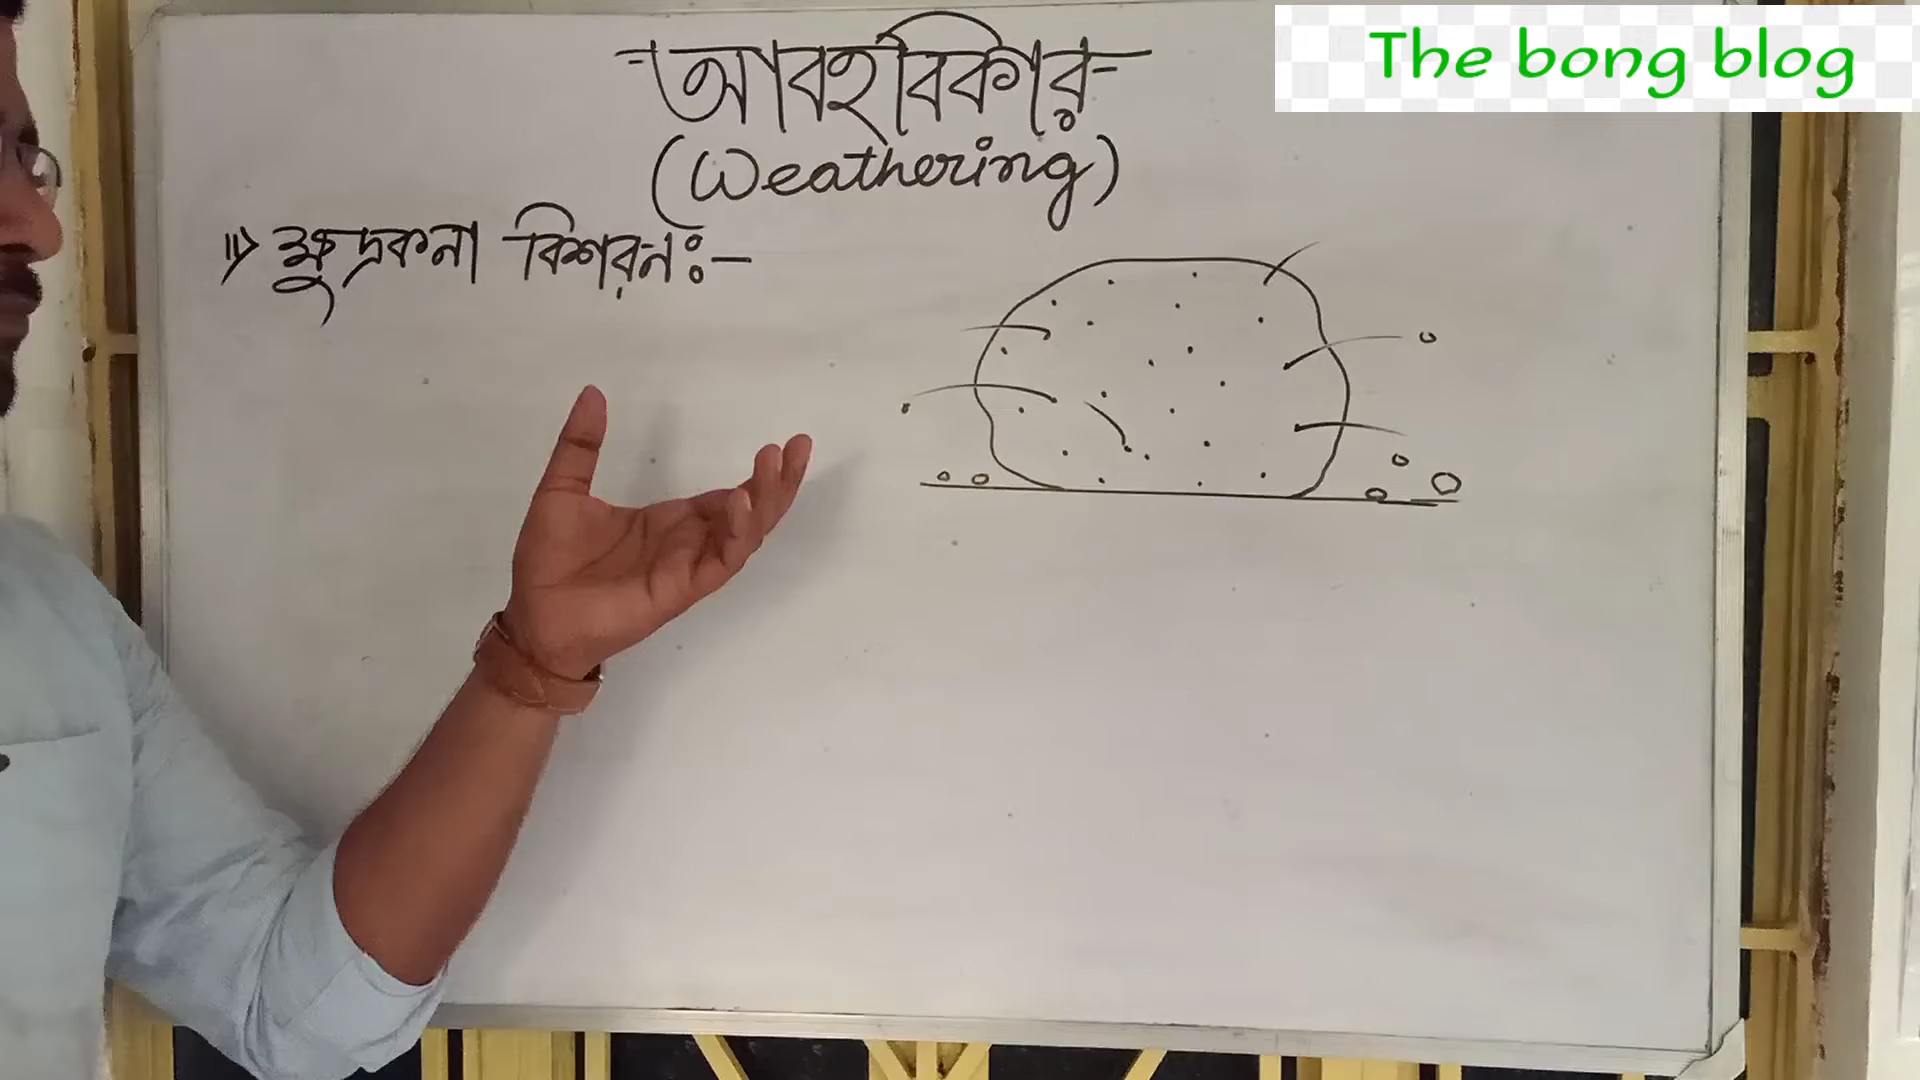 The bong blog
-আবহবিকার-
(Weathering)
⇒ ক্ষুদ্রকনা বিশরনঃ-